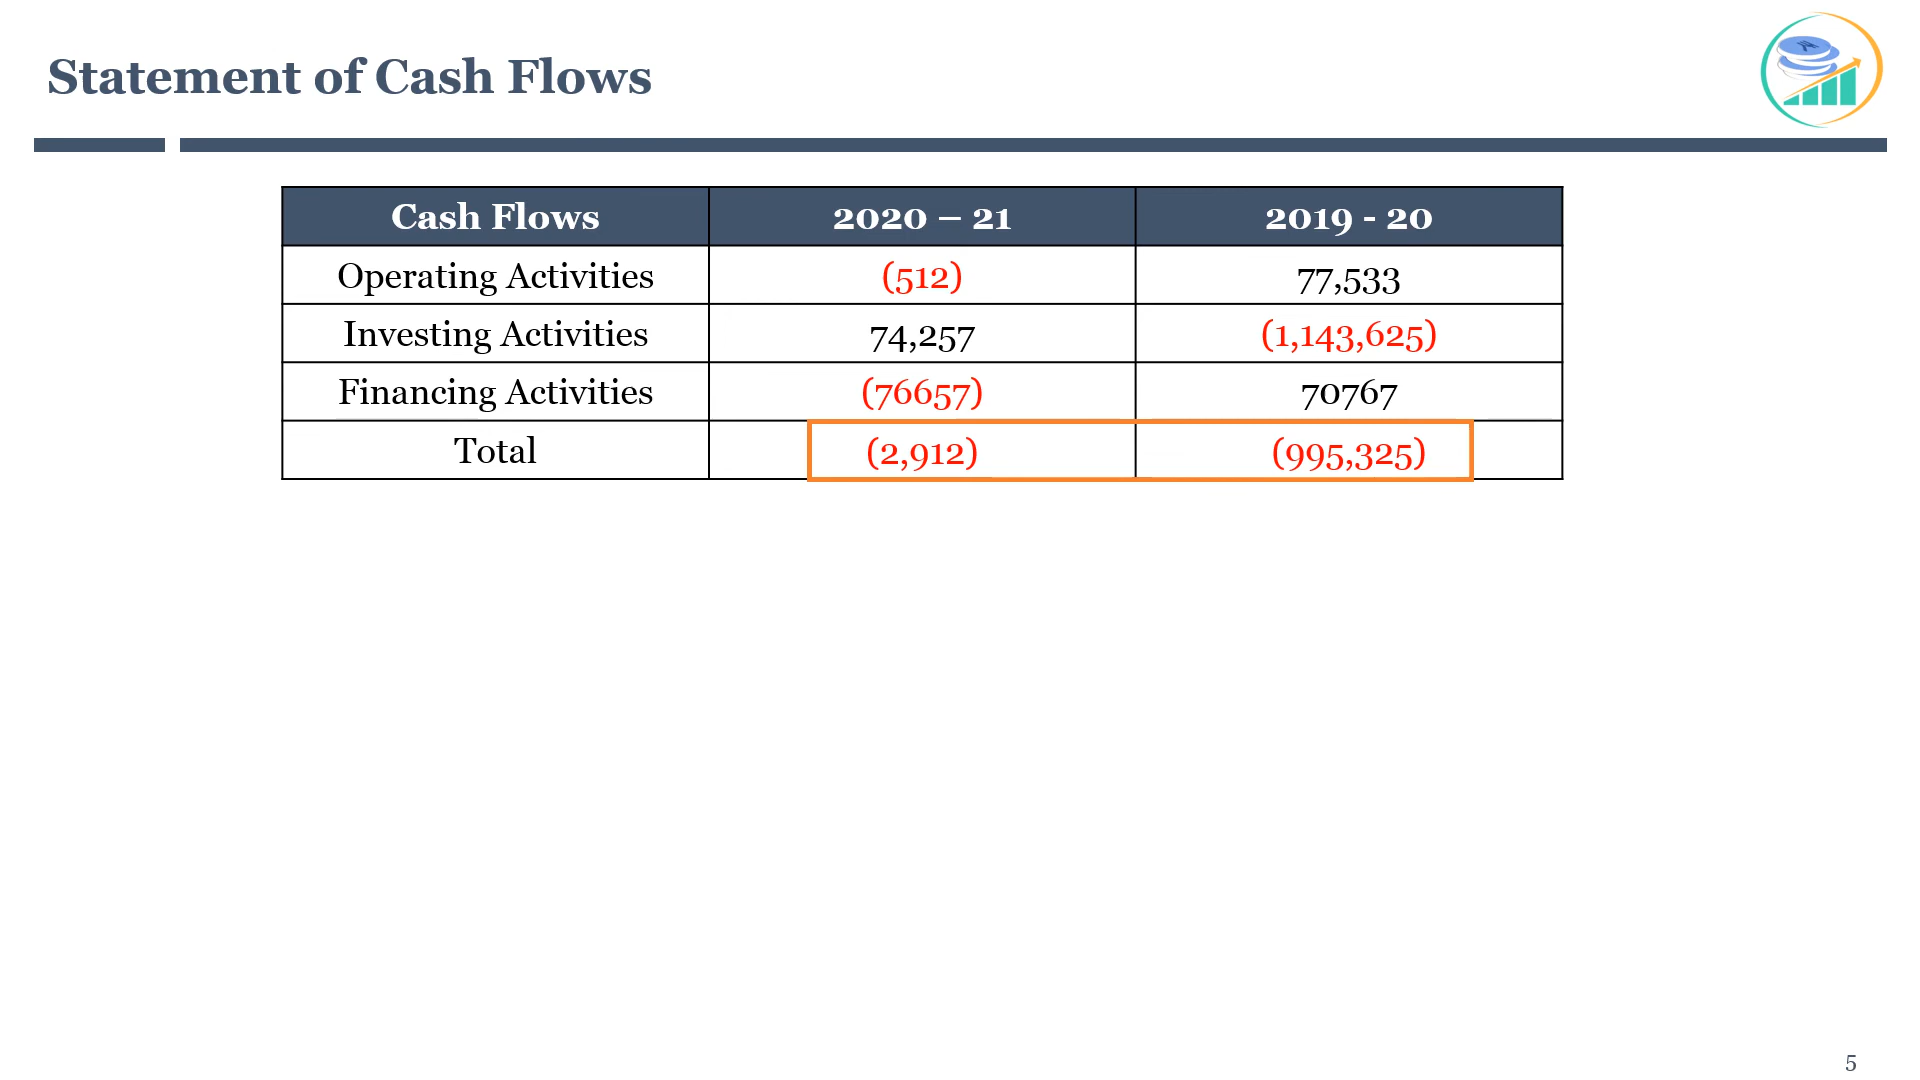 Statement of Cash Flows
Cash Flows 2020 – 21 2019 - 20
Operating Activities (512) 77,533
Investing Activities 74,257 (1,143,625)
Financing Activities (76657) 70767
Total (2,912) (995,325)
5